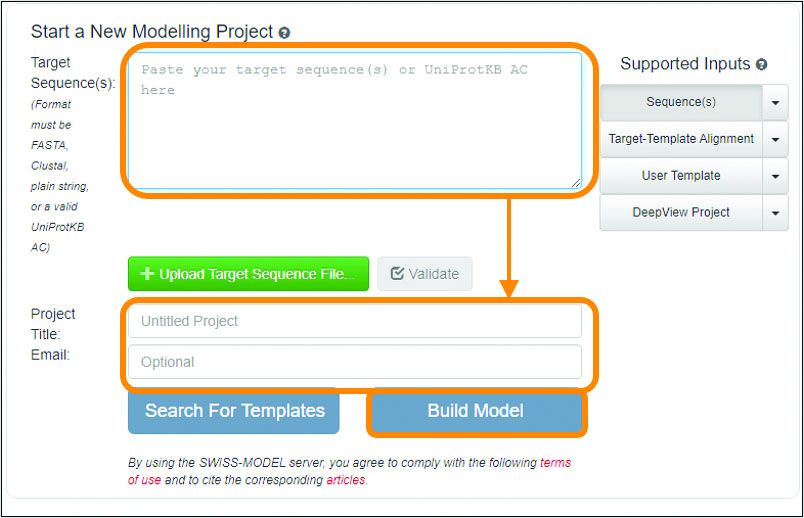 Start a New Modelling Project ?
Target
Sequence(s):
(Format
must be
FASTA,
Clustal,
plain string,
or a valid
UniProtKB
AC)
Paste your target sequence(s) or UniProtKB AC
here
Supported Inputs ?
Sequence(s)
Target-Template Alignment
User Template
DeepView Project
+ Upload Target Sequence File...
Validate
Project
Title:
Untitled Project
Email:
Optional
Search For Templates
Build Model
By using the SWISS-MODEL server, you agree to comply with the following terms
of use and to cite the corresponding articles.